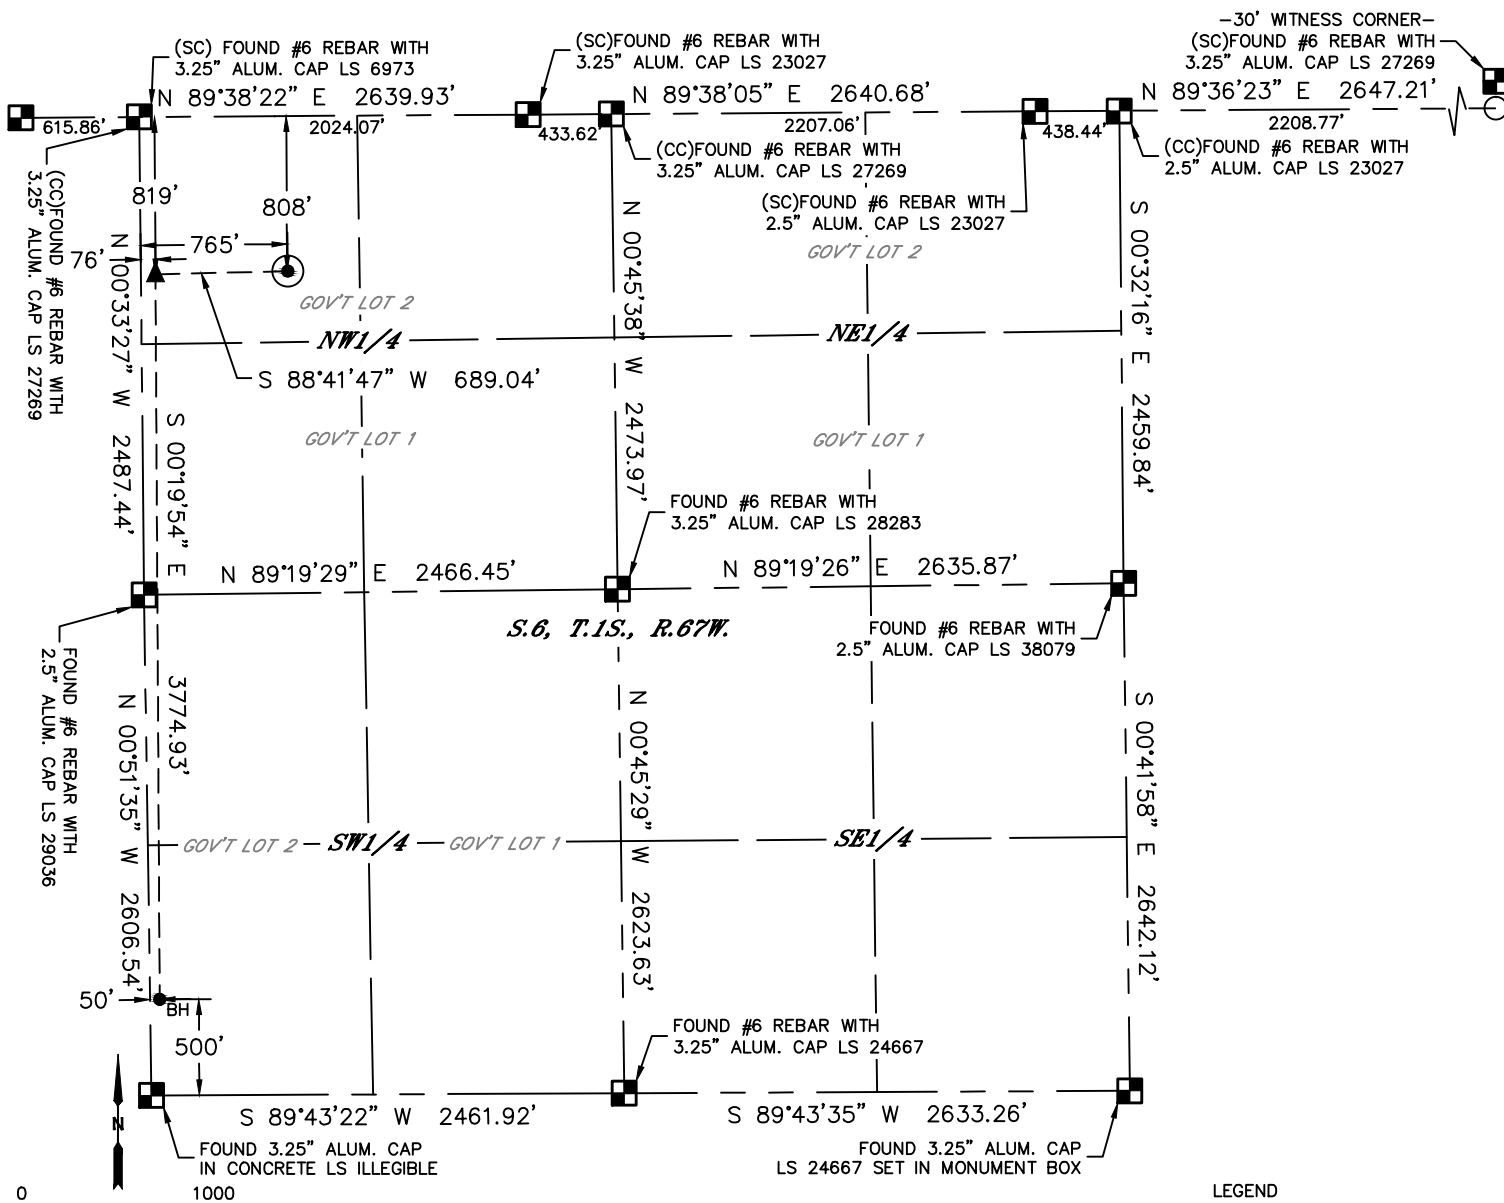 -30' WITNESS CORNER-
(SC)FOUND #6 REBAR WITH
3.25" ALUM. CAP LS 27269
(SC) FOUND #6 REBAR WITH
3.25" ALUM. CAP LS 6973
(SC)FOUND #6 REBAR WITH
3.25" ALUM. CAP LS 23027
N 89°38'22" E 2639.93'
N 89°38'05" E 2640.68'
N 89°36'23" E 2647.21'
615.86'
2024.07'
433.62'
2207.06'
438.44'
2208.77'
(CC)FOUND #6 REBAR WITH
3.25" ALUM. CAP LS 27269
(CC)FOUND #6 REBAR WITH
2.5" ALUM. CAP LS 23027
(CC)FOUND #6 REBAR WITH
3.25" ALUM. CAP LS 27269
(SC)FOUND #6 REBAR WITH
2.5" ALUM. CAP LS 23027
819'
808'
765'
76'
N 00°33'27" W 2487.44'
N 00°45'38" W 2473.97'
S 00°32'16" E 2459.84'
GOV'T LOT 2
GOV'T LOT 2
NW1/4
NE1/4
S 88°41'47" W 689.04'
GOV'T LOT 1
GOV'T LOT 1
S 00°19'54" E 3774.93'
FOUND #6 REBAR WITH
3.25" ALUM. CAP LS 28283
N 89°19'29" E 2466.45'
N 89°19'26" E 2635.87'
S.6, T.1S., R.67W.
FOUND #6 REBAR WITH
2.5" ALUM. CAP LS 38079
FOUND #6 REBAR WITH
2.5" ALUM. CAP LS 29036
N 00°51'35" W 2606.54'
N 00°45'29" W 2623.63'
S 00°41'58" E 2642.12'
GOV'T LOT 2
SW1/4
GOV'T LOT 1
SE1/4
50'
BH
500'
FOUND #6 REBAR WITH
3.25" ALUM. CAP LS 24667
N
S 89°43'22" W 2461.92'
S 89°43'35" W 2633.26'
FOUND 3.25" ALUM. CAP
IN CONCRETE LS ILLEGIBLE
FOUND 3.25" ALUM. CAP
LS 24667 SET IN MONUMENT BOX
0 1000
LEGEND